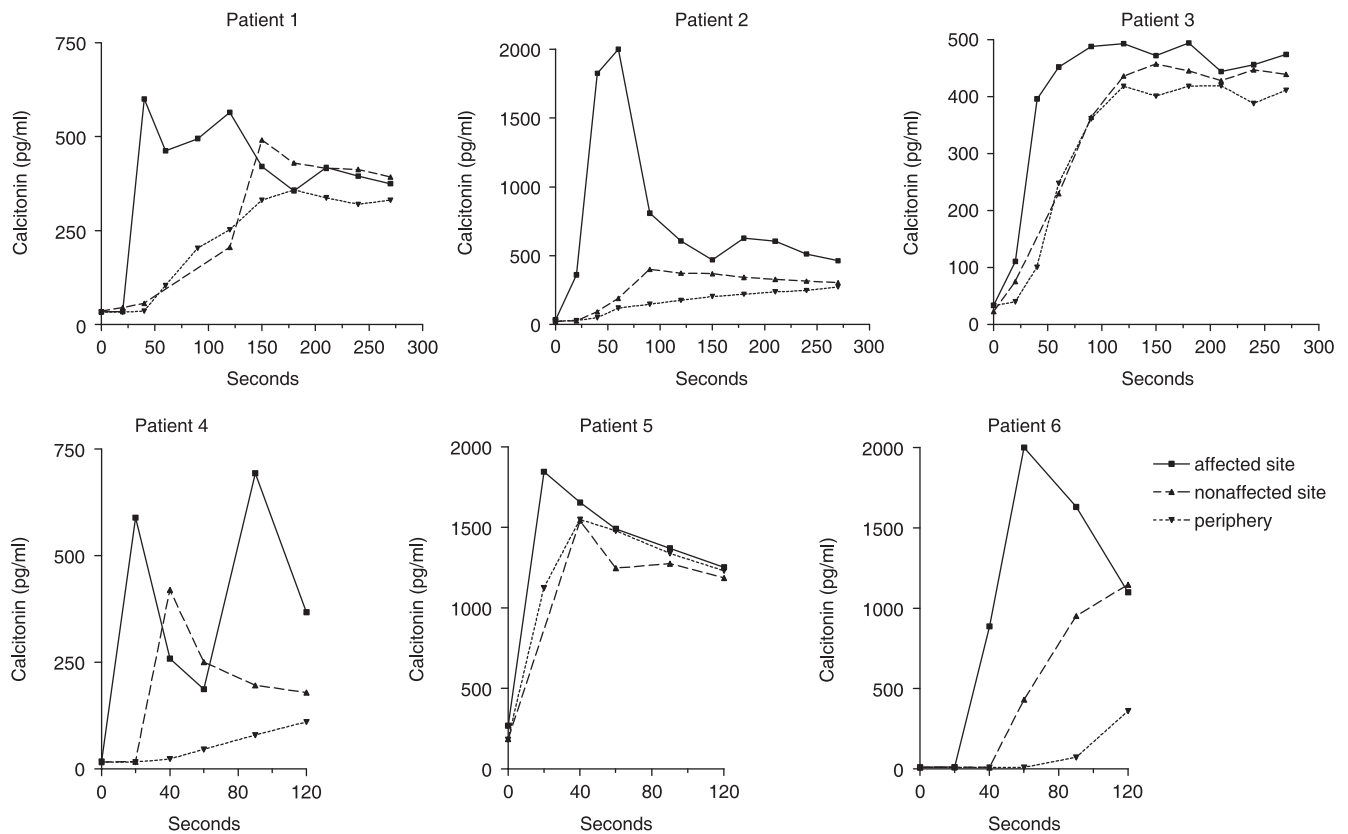 Patient 1
Calcitonin (pg/ml)
750
500
250
0
0 50 100 150 200 250 300
Seconds
Patient 2
Calcitonin (pg/ml)
2000
1500
1000
500
0
0 50 100 150 200 250 300
Seconds
Patient 3
Calcitonin (pg/ml)
500
400
300
200
100
0
0 50 100 150 200 250 300
Seconds
Patient 4
Calcitonin (pg/ml)
750
500
250
0
0 40 80 120
Seconds
Patient 5
Calcitonin (pg/ml)
2000
1500
1000
500
0
0 40 80 120
Seconds
Patient 6
Calcitonin (pg/ml)
2000
1500
1000
500
0
0 40 80 120
Seconds
affected site
nonaffected site
periphery